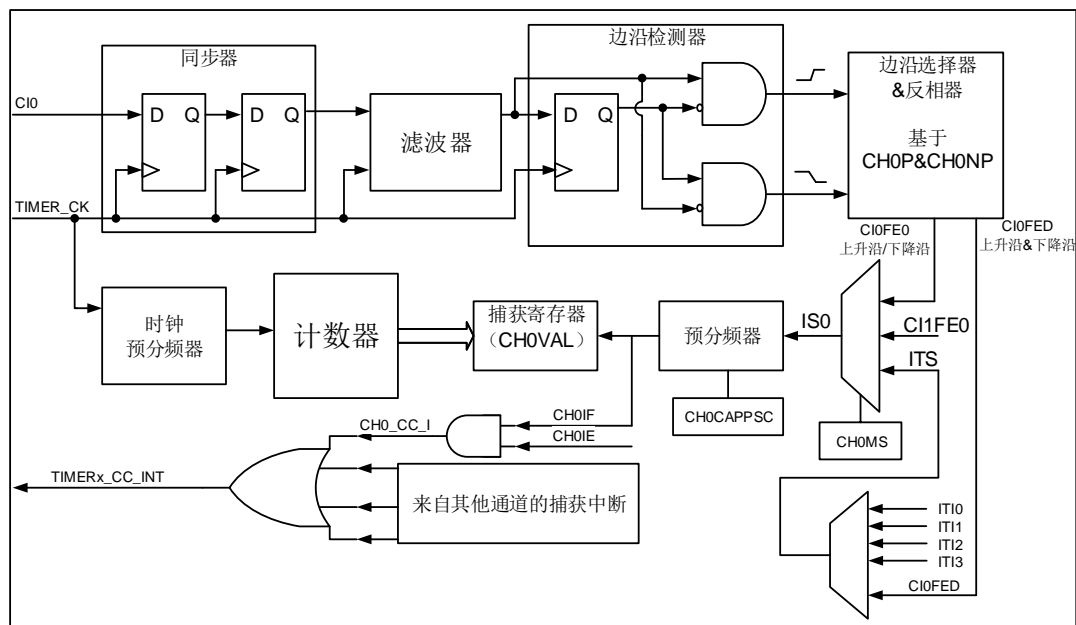 同步器
边沿检测器
CI0
D Q
D Q
滤波器
D Q
边沿选择器
&反相器
基于
CH0P&CH0NP
TIMER_CK
CI0FE0
上升沿/下降沿
CI0FED
上升沿&下降沿
时钟
预分频器
计数器
捕获寄存器
（CH0VAL）
预分频器
IS0
CI1FE0
ITS
CH0CAPPSC
CH0MS
CH0_CC_I
CH0IF
CH0IE
TIMERx_CC_INT
来自其他通道的捕获中断
ITI0
ITI1
ITI2
ITI3
CI0FED